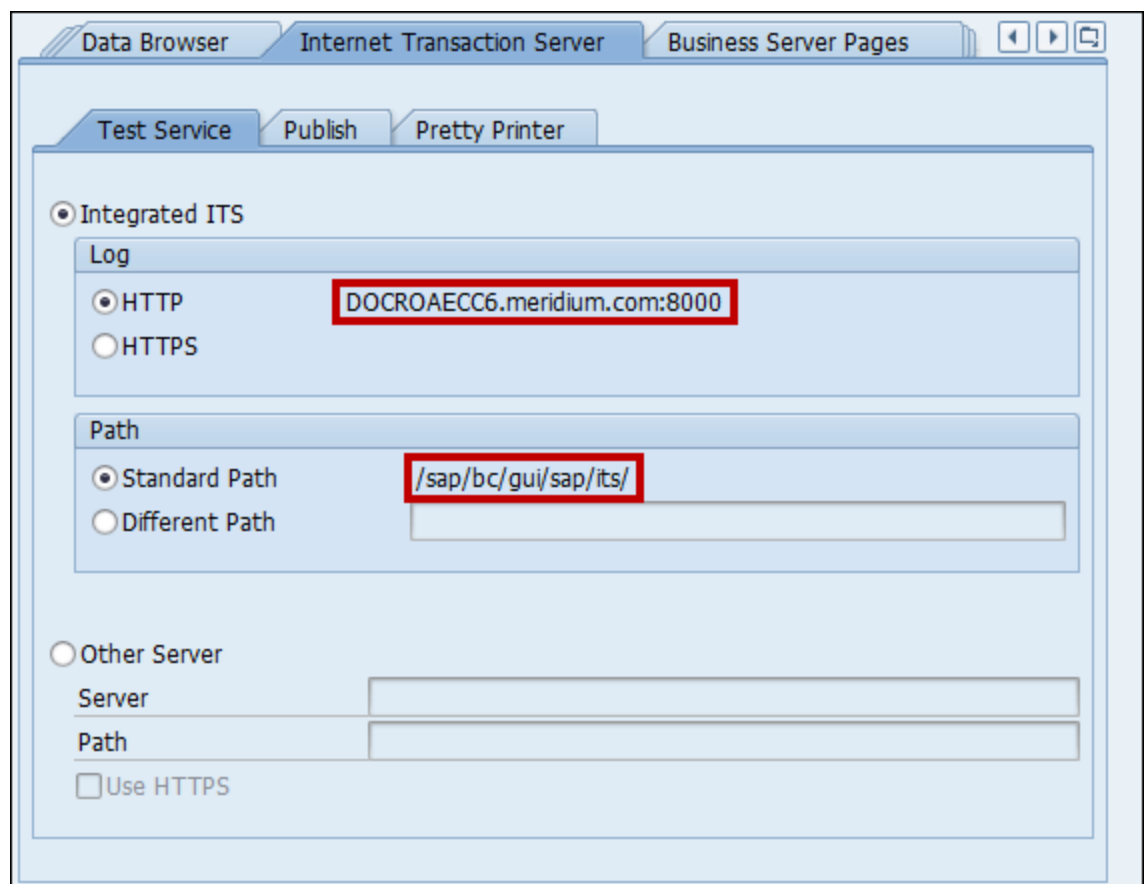 Data Browser Internet Transaction Server Business Server Pages
Test Service Publish Pretty Printer
Integrated ITS
Log
HTTP DOCROAECC6.meridium.com:8000
HTTPS
Path
Standard Path /sap/bc/gui/sap/its/
Different Path
Other Server
Server
Path
Use HTTPS